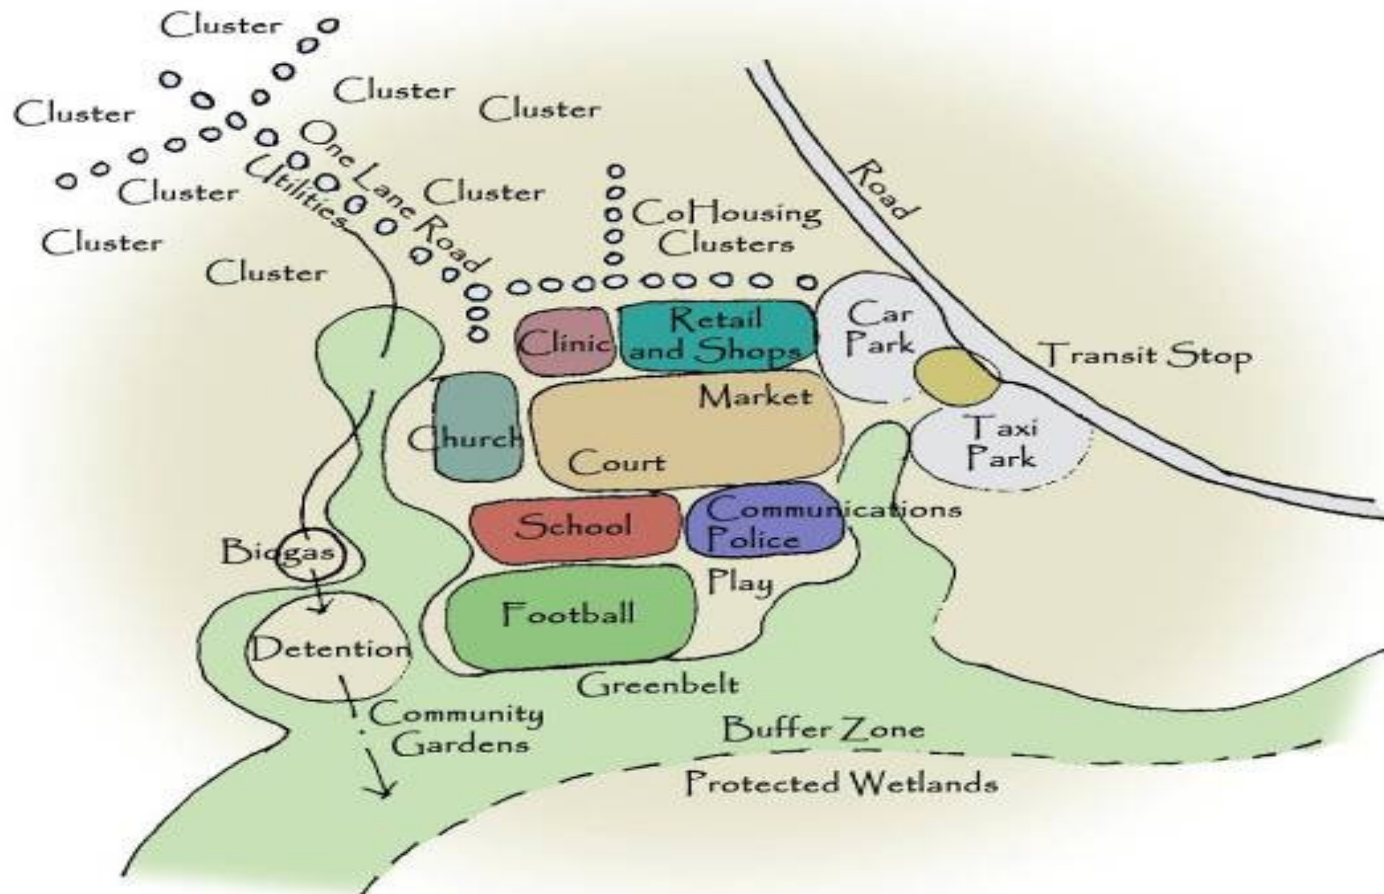 Cluster
Cluster
Cluster
Cluster
One Lane Road
Utilities
Cluster
Cluster
Cluster
Cluster
Road
CoHousing
Clusters
Clinic
Retail
and Shops
Car
Park
Transit Stop
Market
Church
Court
Taxi
Park
School
Communications
Police
Biogas
Play
Football
Detention
Greenbelt
Community
Gardens
Buffer Zone
Protected Wetlands